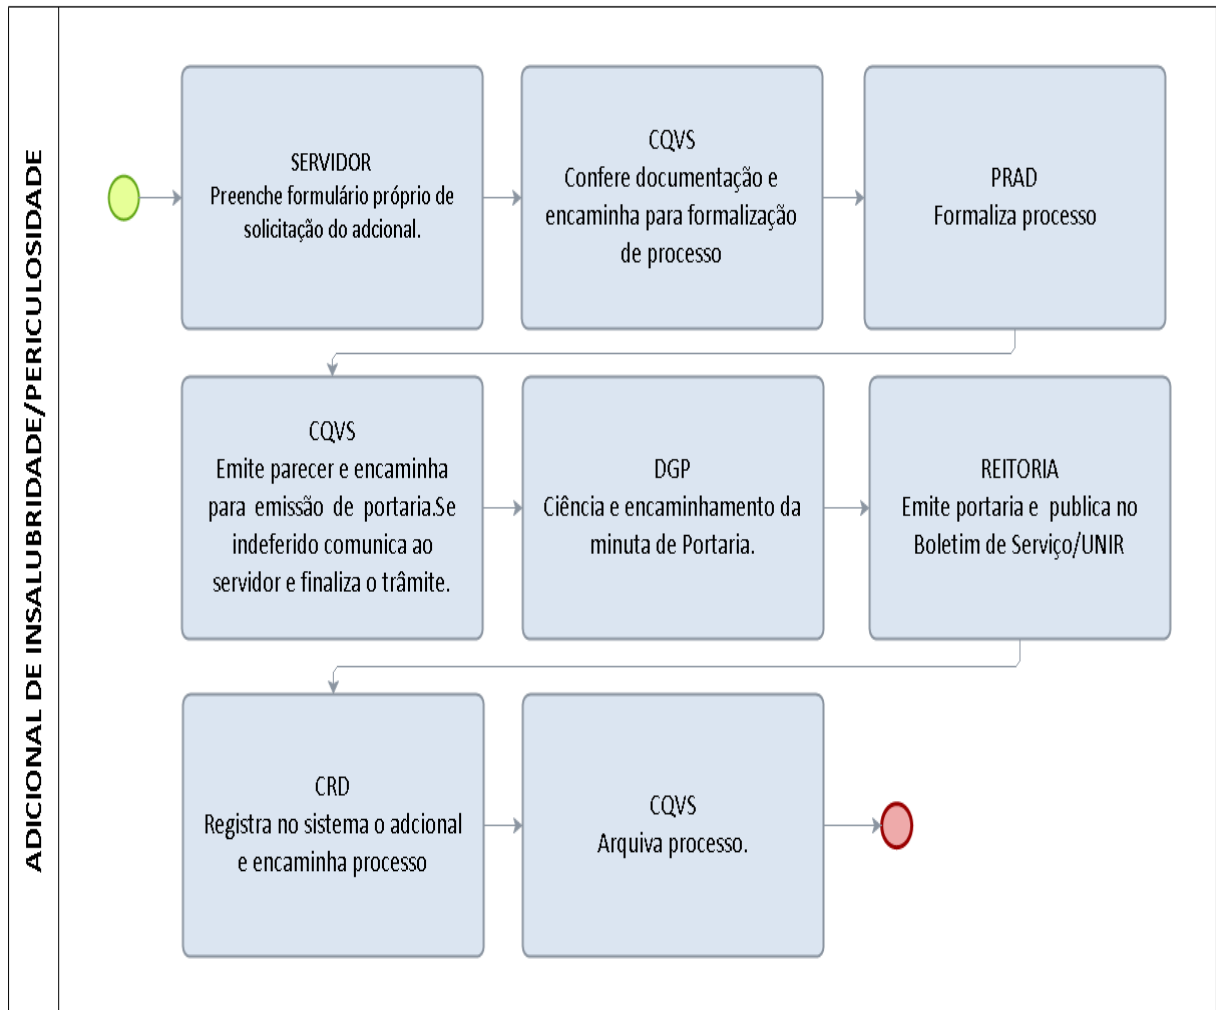 ADICIONAL DE INSALUBRIDADE/PERICULOSIDADE
SERVIDOR
Preenche formulário próprio de
solicitação do adcional.
CQVS
Confere documentação e
encaminha para formalização
de processo
PRAD
Formaliza processo
CQVS
Emite parecer e encaminha
para emissão de portaria.Se
indeferido comunica ao
servidor e finaliza o trâmite.
DGP
Ciência e encaminhamento da
minuta de Portaria.
REITORIA
Emite portaria e publica no
Boletim de Serviço/UNIR
CRD
Registra no sistema o adcional
e encaminha processo
CQVS
Arquiva processo.